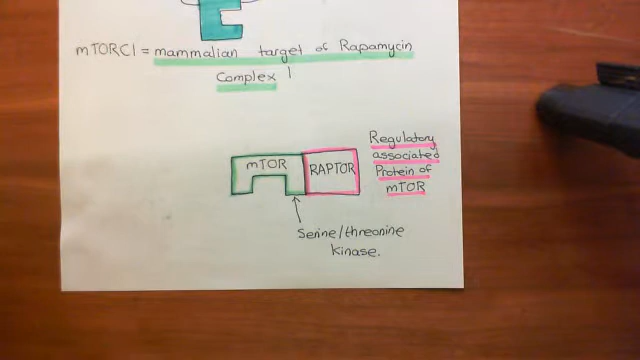 mTORC1 = mammalian target of Rapamycin
Complex 1
mTOR
RAPTOR
Regulatory
associated
Protein of
mTOR
Serine/threonine
Kinase.